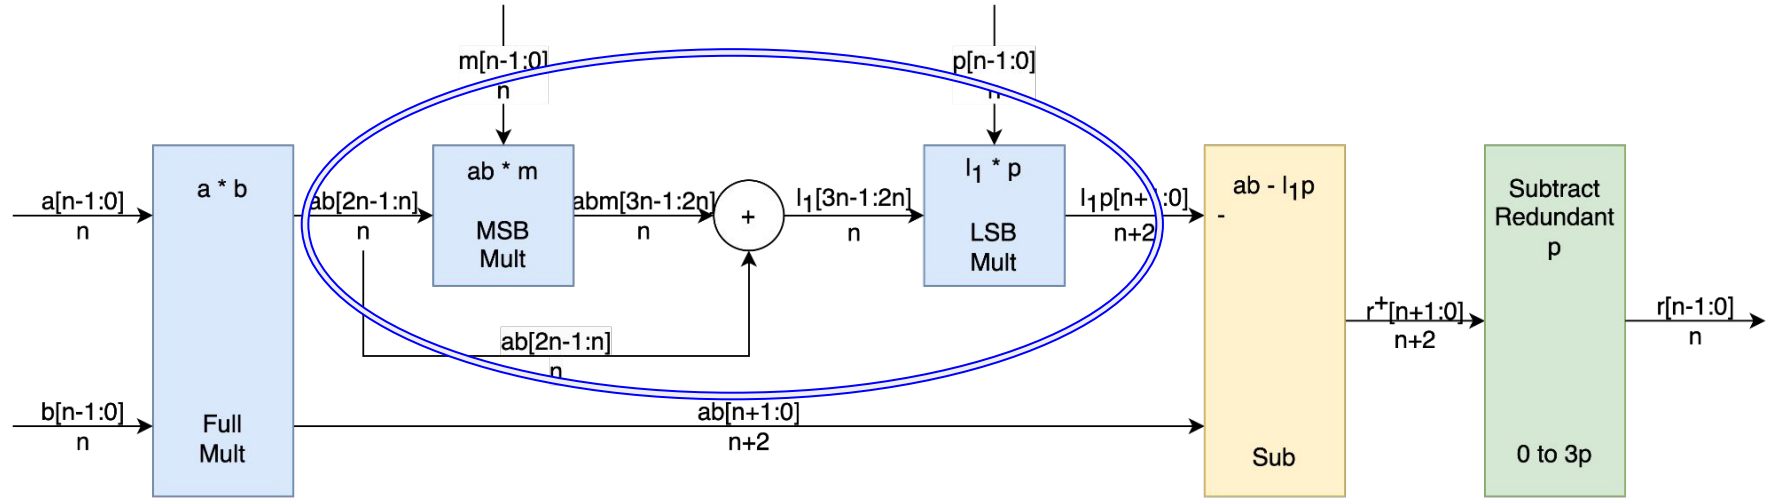 m[n-1:0]
n
p[n-1:0]
n
a * b
ab * m
l₁ * p
ab - l₁p
Subtract
Redundant
p
a[n-1:0]
n
ab[2n-1:n]
n
MSB
Mult
abm[3n-1:2n]
n
+
l₁[3n-1:2n]
n
LSB
Mult
l₁p[n+1:0]
n+2
-
r⁺[n+1:0]
n+2
r[n-1:0]
n
ab[2n-1:n]
n
b[n-1:0]
n
Full
Mult
ab[n+1:0]
n+2
Sub
0 to 3p